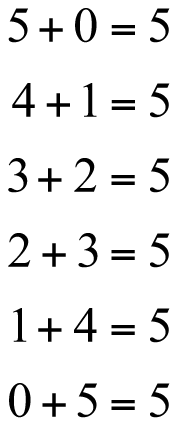 5 + 0 = 5
4 + 1 = 5
3 + 2 = 5
2 + 3 = 5
1 + 4 = 5
0 + 5 = 5